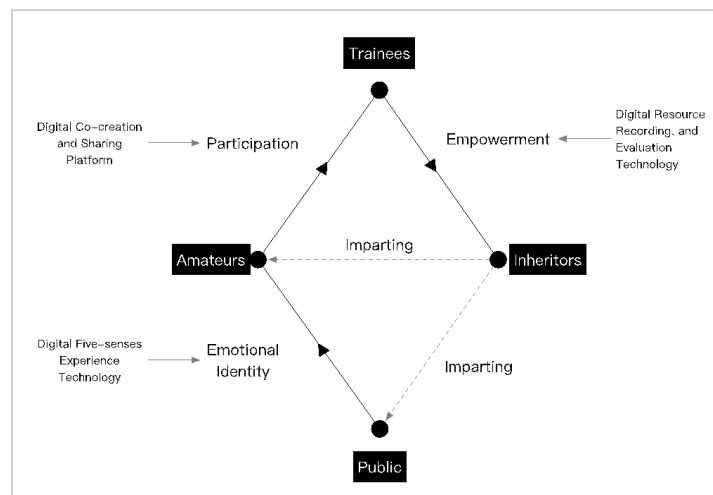 Trainees
Digital Co-creation
and Sharing
Platform
Participation
Empowerment
Digital Resource
Recording, and
Evaluation
Technology
Imparting
Amateurs
Inheritors
Digital Five-senses
Experience
Technology
Emotional
Identity
Imparting
Public